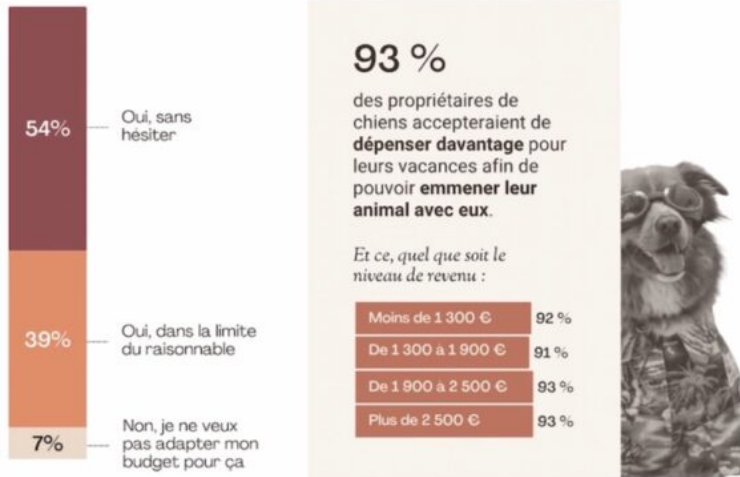 54%
Oui, sans
hésiter
39%
Oui, dans la limite
du raisonnable
7%
Non, je ne veux
pas adapter mon
budget pour ça
93 %
des propriétaires de
chiens accepteraient de
dépenser davantage pour
leurs vacances afin de
pouvoir emmener leur
animal avec eux.
Et ce, quel que soit le
niveau de revenu :
Moins de 1 300 € 92 %
De 1 300 à 1 900 € 91 %
De 1 900 à 2 500 € 93 %
Plus de 2 500 € 93 %